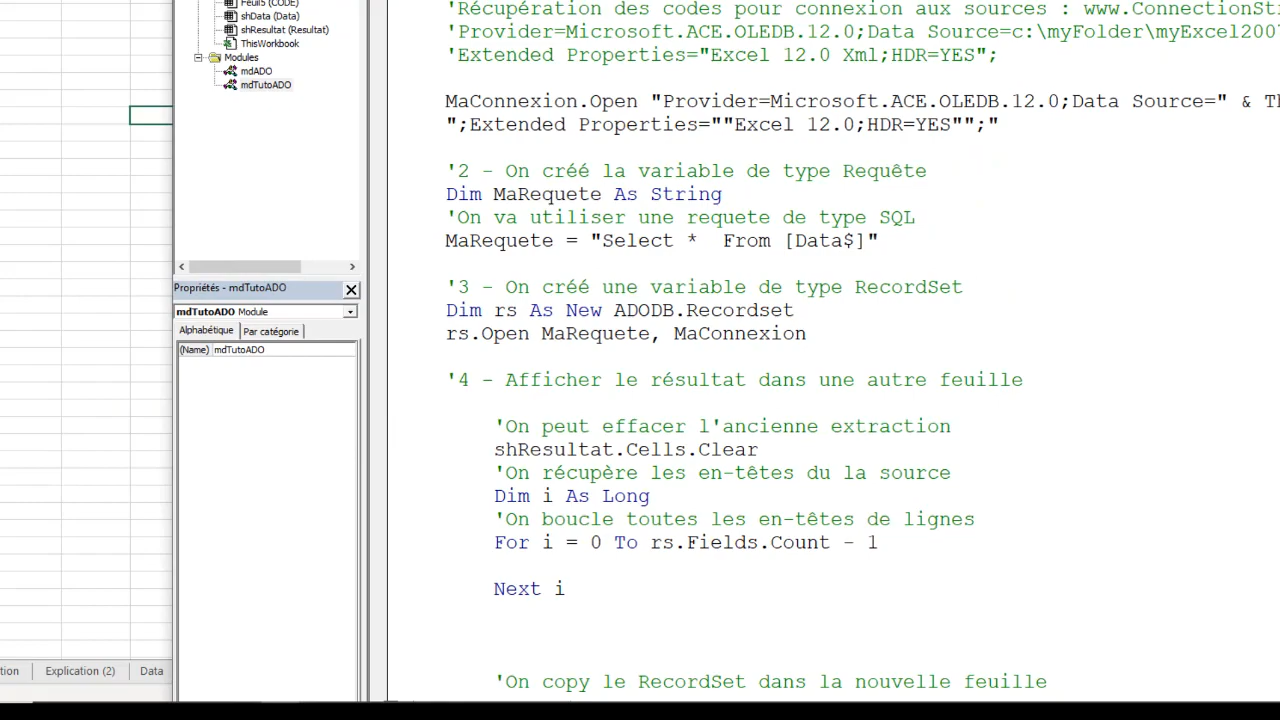 Feuil5 (CODE)
shData (Data)
shResultat (Resultat)
ThisWorkbook
Modules
mdADO
mdTutoADO
Propriétés - mdTutoADO
mdTutoADO Module
Alphabétique Par catégorie
(Name) mdTutoADO
Explication (2) Data
'Récupération des codes pour connexion aux sources : www.ConnectionStri
'Provider=Microsoft.ACE.OLEDB.12.0;Data Source=c:\myFolder\myExcel2007
'Extended Properties="Excel 12.0 Xml;HDR=YES";
MaConnexion.Open "Provider=Microsoft.ACE.OLEDB.12.0;Data Source=" & Th
";Extended Properties=""Excel 12.0;HDR=YES"";"
'2 - On créé la variable de type Requête
Dim MaRequete As String
'On va utiliser une requete de type SQL
MaRequete = "Select *  From [Data$]"
'3 - On créé une variable de type RecordSet
Dim rs As New ADODB.Recordset
rs.Open MaRequete, MaConnexion
'4 - Afficher le résultat dans une autre feuille
'On peut effacer l'ancienne extraction
shResultat.Cells.Clear
'On récupère les en-têtes du la source
Dim i As Long
'On boucle toutes les en-têtes de lignes
For i = 0 To rs.Fields.Count - 1
Next i
'On copy le RecordSet dans la nouvelle feuille